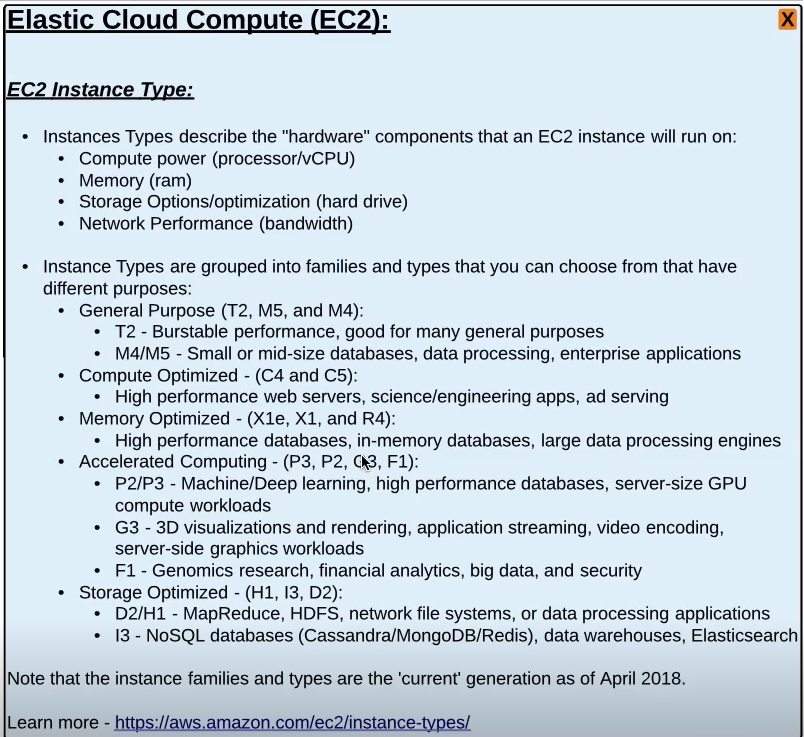 Elastic Cloud Compute (EC2):
X
EC2 Instance Type:
• Instances Types describe the "hardware" components that an EC2 instance will run on:
• Compute power (processor/vCPU)
• Memory (ram)
• Storage Options/optimization (hard drive)
• Network Performance (bandwidth)
• Instance Types are grouped into families and types that you can choose from that have
different purposes:
• General Purpose (T2, M5, and M4):
• T2 - Burstable performance, good for many general purposes
• M4/M5 - Small or mid-size databases, data processing, enterprise applications
• Compute Optimized - (C4 and C5):
• High performance web servers, science/engineering apps, ad serving
• Memory Optimized - (X1e, X1, and R4):
• High performance databases, in-memory databases, large data processing engines
• Accelerated Computing - (P3, P2, G3, F1):
• P2/P3 - Machine/Deep learning, high performance databases, server-size GPU
compute workloads
• G3 - 3D visualizations and rendering, application streaming, video encoding,
server-side graphics workloads
• F1 - Genomics research, financial analytics, big data, and security
• Storage Optimized - (H1, I3, D2):
• D2/H1 - MapReduce, HDFS, network file systems, or data processing applications
• I3 - NoSQL databases (Cassandra/MongoDB/Redis), data warehouses, Elasticsearch
Note that the instance families and types are the 'current' generation as of April 2018.
Learn more - https://aws.amazon.com/ec2/instance-types/